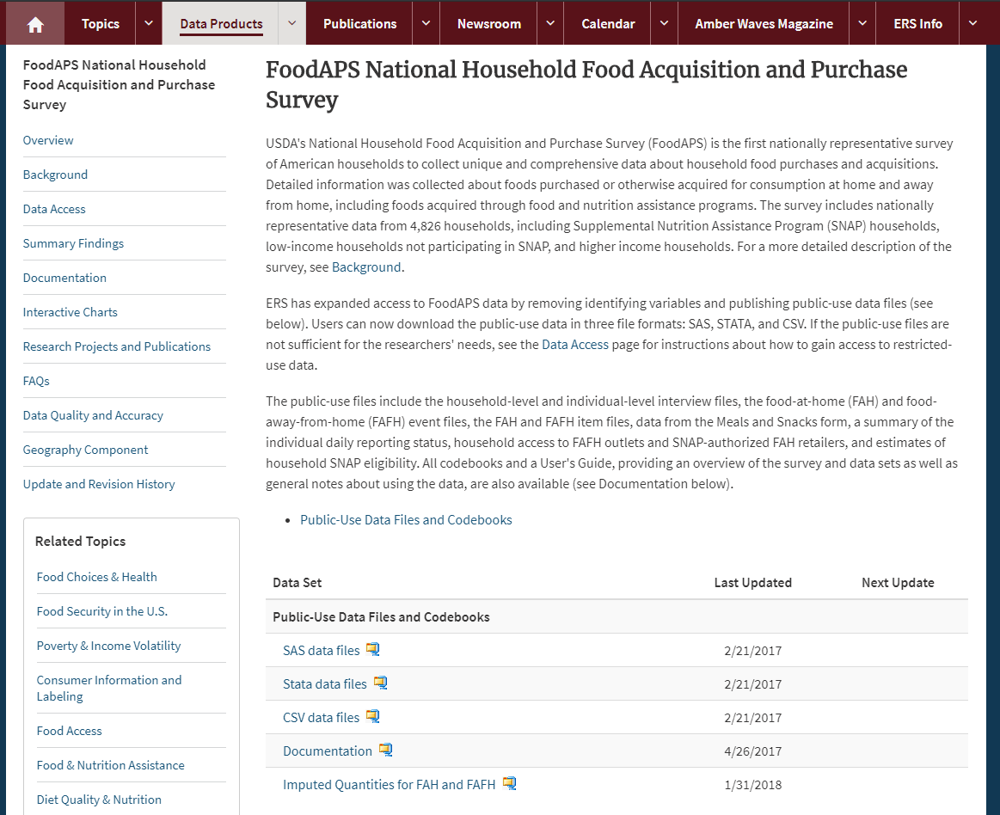 Topics
Data Products
Publications
Newsroom
Calendar
Amber Waves Magazine
ERS Info
FoodAPS National Household
Food Acquisition and Purchase
Survey
Overview
Background
Data Access
Summary Findings
Documentation
Interactive Charts
Research Projects and Publications
FAQs
Data Quality and Accuracy
Geography Component
Update and Revision History
Related Topics
Food Choices & Health
Food Security in the U.S.
Poverty & Income Volatility
Consumer Information and
Labeling
Food Access
Food & Nutrition Assistance
Diet Quality & Nutrition
FoodAPS National Household Food Acquisition and Purchase
Survey
USDA's National Household Food Acquisition and Purchase Survey (FoodAPS) is the first nationally representative survey
of American households to collect unique and comprehensive data about household food purchases and acquisitions.
Detailed information was collected about foods purchased or otherwise acquired for consumption at home and away
from home, including foods acquired through food and nutrition assistance programs. The survey includes nationally
representative data from 4,826 households, including Supplemental Nutrition Assistance Program (SNAP) households,
low-income households not participating in SNAP, and higher income households. For a more detailed description of the
survey, see Background.
ERS has expanded access to FoodAPS data by removing identifying variables and publishing public-use data files (see
below). Users can now download the public-use data in three file formats: SAS, STATA, and CSV. If the public-use files are
not sufficient for the researchers' needs, see the Data Access page for instructions about how to gain access to restricted-
use data.
The public-use files include the household-level and individual-level interview files, the food-at-home (FAH) and food-
away-from-home (FAFH) event files, the FAH and FAFH item files, data from the Meals and Snacks form, a summary of the
individual daily reporting status, household access to FAFH outlets and SNAP-authorized FAH retailers, and estimates of
household SNAP eligibility. All codebooks and a User's Guide, providing an overview of the survey and data sets as well as
general notes about using the data, are also available (see Documentation below).
• Public-Use Data Files and Codebooks
Data Set Last Updated Next Update
Public-Use Data Files and Codebooks
SAS data files 2/21/2017
Stata data files 2/21/2017
CSV data files 2/21/2017
Documentation 4/26/2017
Imputed Quantities for FAH and FAFH 1/31/2018